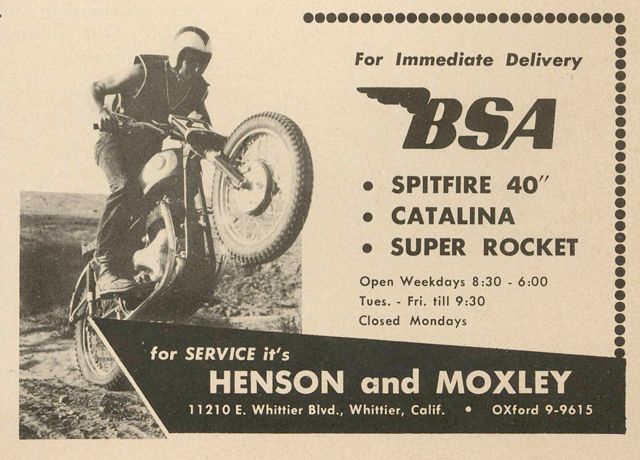 For Immediate Delivery
BSA
• SPITFIRE 40"
• CATALINA
• SUPER ROCKET
Open Weekdays 8:30 - 6:00
Tues. - Fri. till 9:30
Closed Mondays
for SERVICE it's
HENSON and MOXLEY
11210 E. Whittier Blvd., Whittier, Calif. • OXford 9-9615